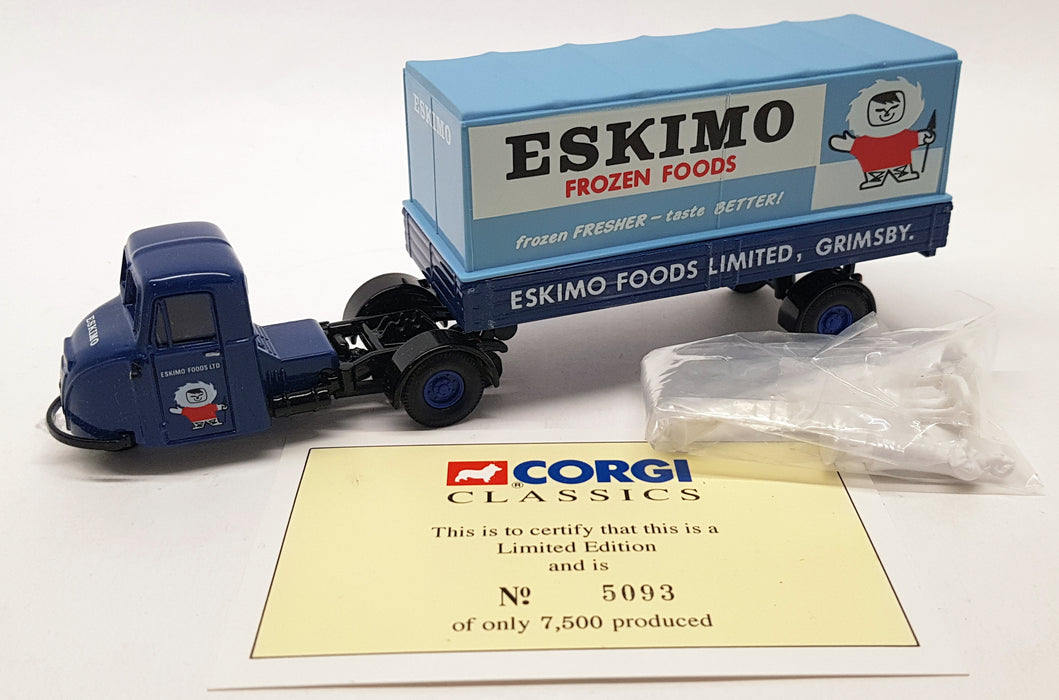 ESKIMO
ESKIMO
FROZEN FOODS
frozen FRESHER - taste BETTER!
ESKIMO FOODS LIMITED, GRIMSBY.
ESKIMO
ESKIMO FOODS LTD
CORGI
®
CLASSICS
This is to certify that this is a
Limited Edition
and is
Nº 5093
of only 7,500 produced